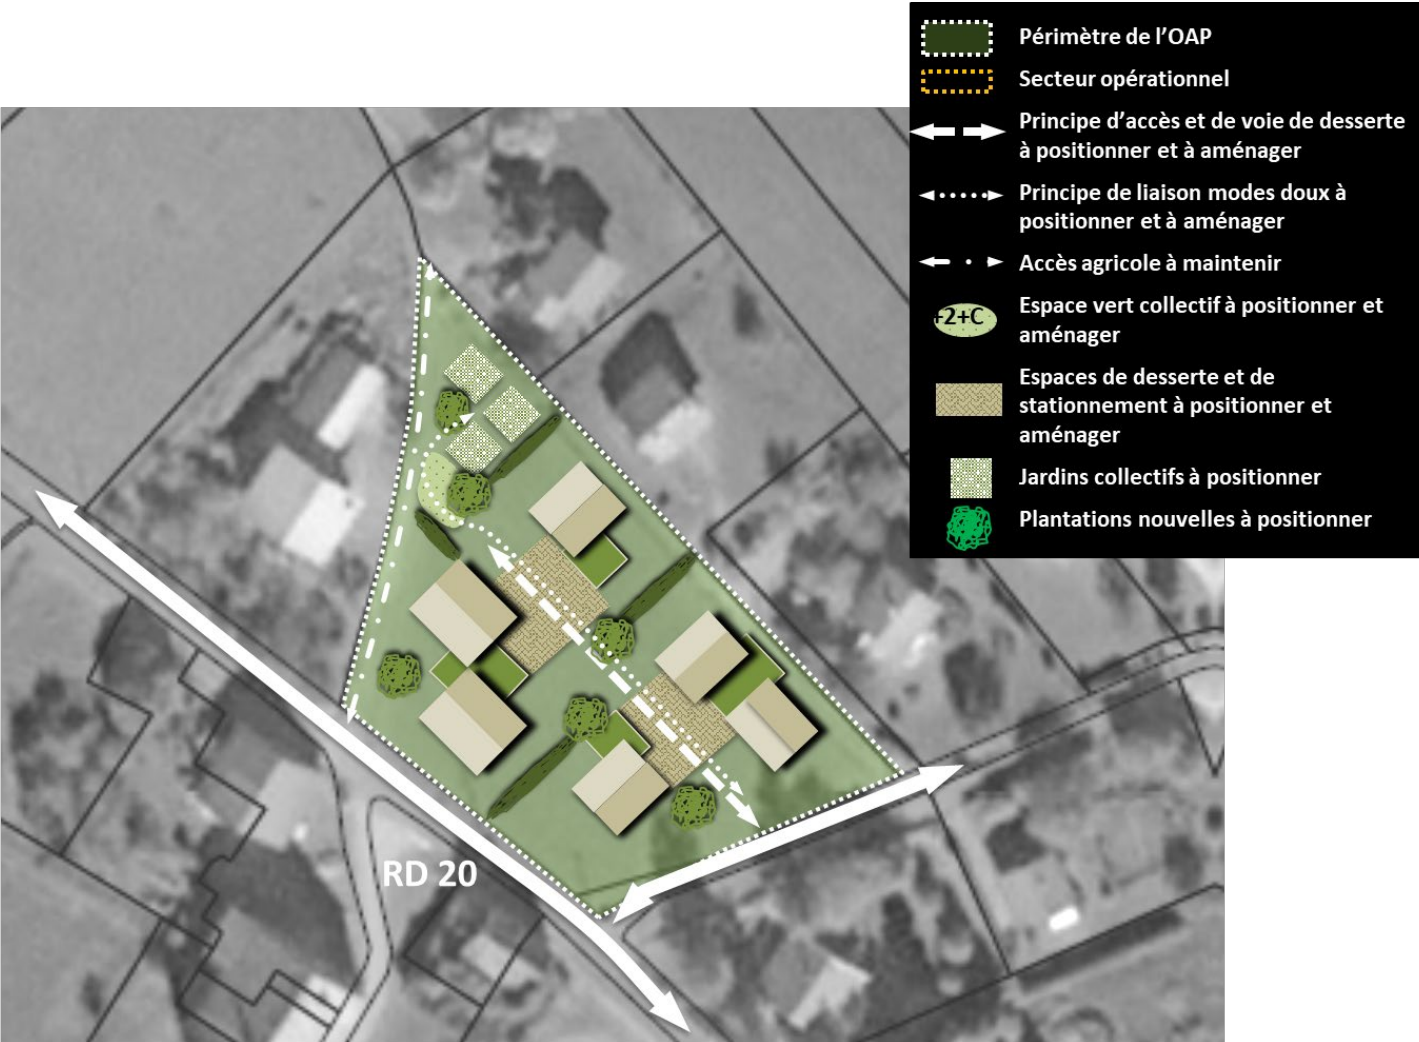 Périmètre de l’OAP
Secteur opérationnel
Principe d’accès et de voie de desserte
à positionner et à aménager
Principe de liaison modes doux à
positionner et à aménager
Accès agricole à maintenir
+2+C
Espace vert collectif à positionner et
aménager
Espaces de desserte et de
stationnement à positionner et
aménager
Jardins collectifs à positionner
Plantations nouvelles à positionner
RD 20